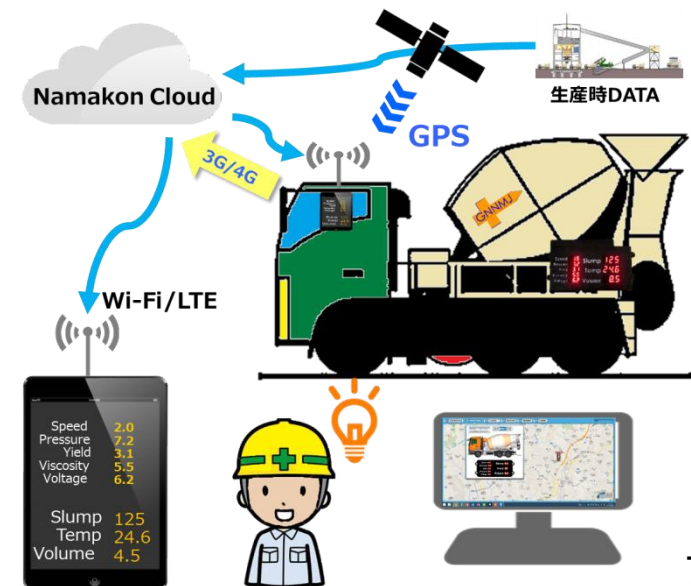 Namakon Cloud
生産時DATA
GPS
3G/4G
GNNMJ
Slump 125
Temp 24.6
Volume 8.5
Wi-Fi/LTE
Speed 2.0
Pressure 7.2
Yield 3.1
Viscosity 5.5
Voltage 6.2
Slump 125
Temp 24.6
Volume 4.5